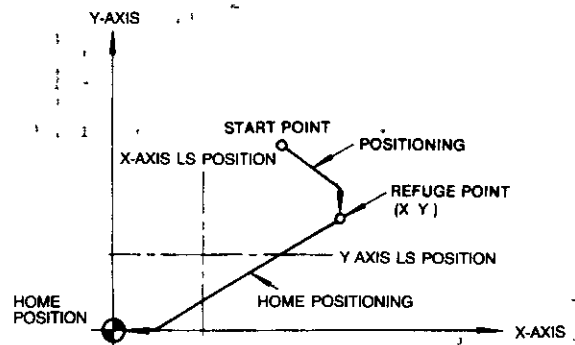 Y-AXIS
START POINT
POSITIONING
X-AXIS LS POSITION
REFUGE POINT
(X Y)
Y AXIS LS POSITION
HOME
POSITION
HOME POSITIONING
X-AXIS